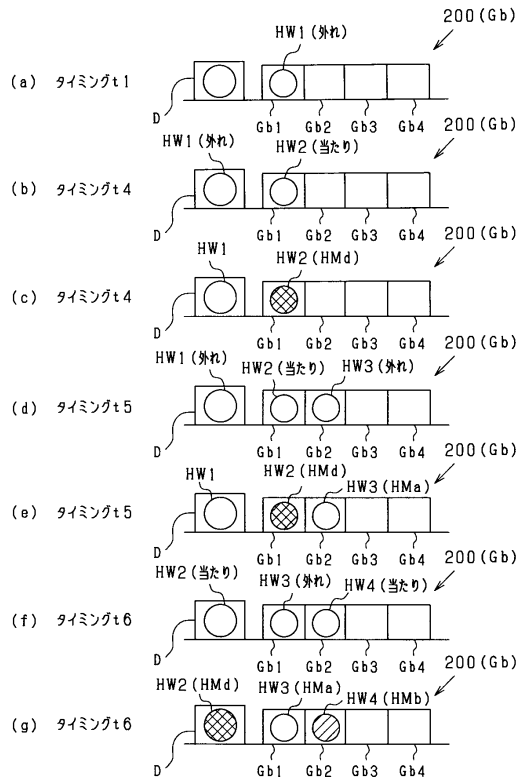 200(Gb)
HW1(外れ)
(a) タイミングt1
D
Gb1 Gb2 Gb3 Gb4
200(Gb)
HW1(外れ) HW2(当たり)
(b) タイミングt4
D
Gb1 Gb2 Gb3 Gb4
200(Gb)
HW1 HW2(HMd)
(c) タイミングt4
D
Gb1 Gb2 Gb3 Gb4
200(Gb)
HW1(外れ) HW2(当たり) HW3(外れ)
(d) タイミングt5
D
Gb1 Gb2 Gb3 Gb4
200(Gb)
HW1 HW2(HMd) HW3(HMa)
(e) タイミングt5
D
Gb1 Gb2 Gb3 Gb4
200(Gb)
HW2(当たり) HW3(外れ) HW4(当たり)
(f) タイミングt6
D
Gb1 Gb2 Gb3 Gb4
200(Gb)
HW2(HMd) HW3(HMa) HW4(HMb)
(g) タイミングt6
D
Gb1 Gb2 Gb3 Gb4